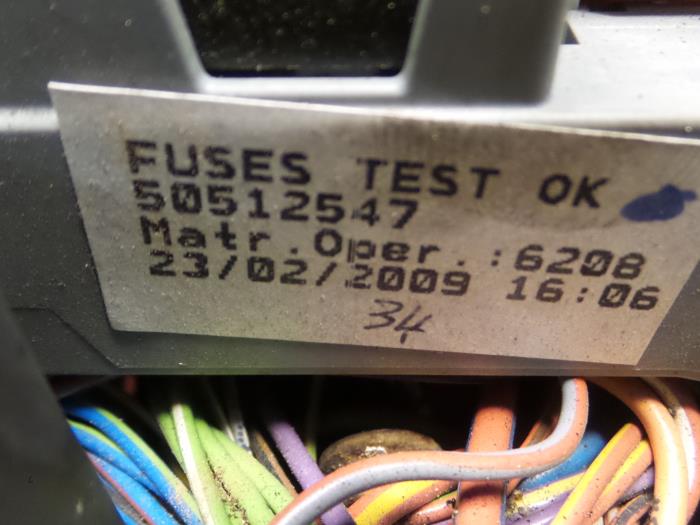 FUSES TEST OK
50512547
Matr.Oper.:6208
23/02/2009 16:06
34